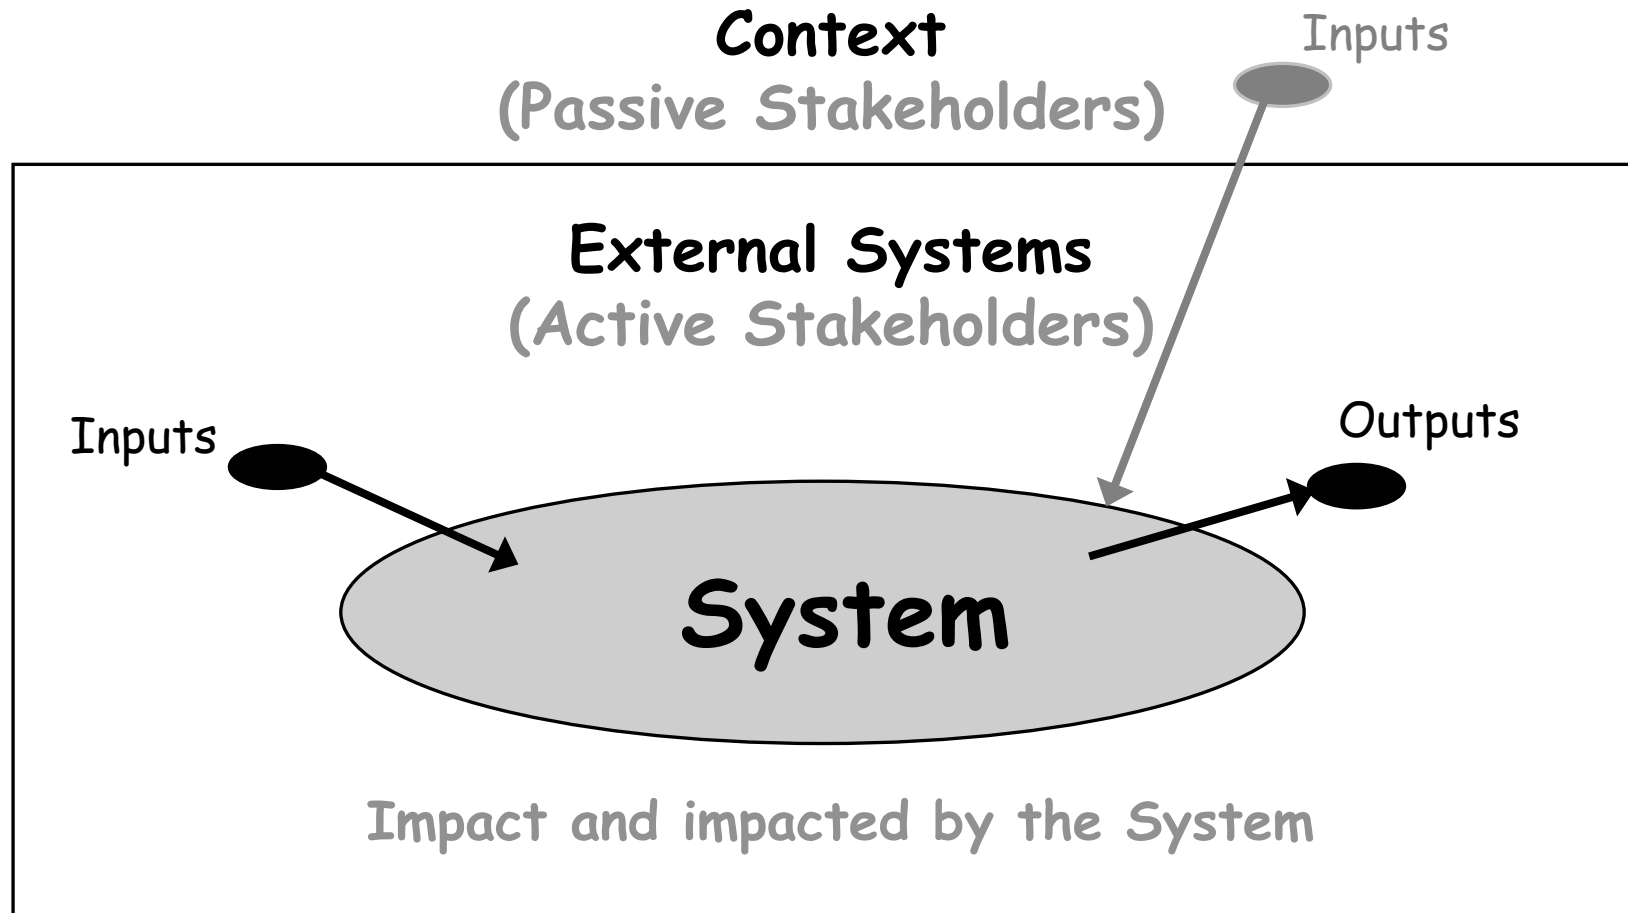 Context
Inputs
(Passive Stakeholders)
External Systems
(Active Stakeholders)
Inputs
Outputs
System
Impact and impacted by the System